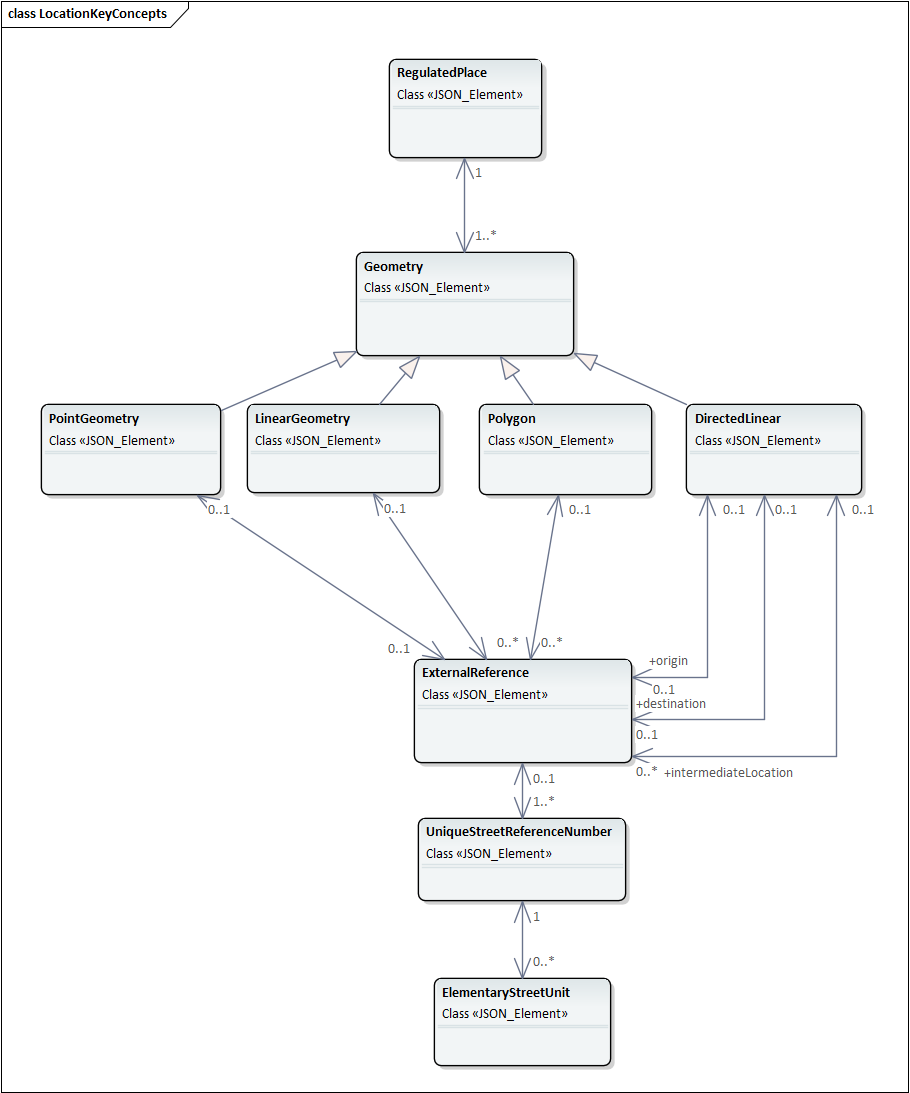 class LocationKeyConcepts
RegulatedPlace
Class «JSON_Element»
1
1..*
Geometry
Class «JSON_Element»
PointGeometry
Class «JSON_Element»
LinearGeometry
Class «JSON_Element»
Polygon
Class «JSON_Element»
DirectedLinear
Class «JSON_Element»
0..1
0..1
0..1
0..1
0..1
0..1
0..1
0..*
0..*
+origin
0..1
+destination
0..1
0..*
+intermediateLocation
ExternalReference
Class «JSON_Element»
0..1
1..*
UniqueStreetReferenceNumber
Class «JSON_Element»
1
0..*
ElementaryStreetUnit
Class «JSON_Element»